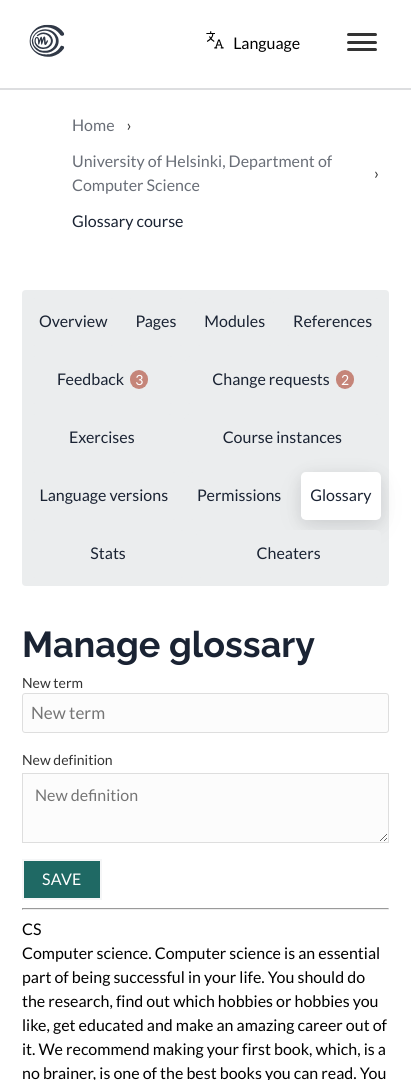 Language
Home ›
University of Helsinki, Department of
Computer Science ›
Glossary course
Overview Pages Modules References
Feedback 3 Change requests 2
Exercises Course instances
Language versions Permissions Glossary
Stats Cheaters
Manage glossary
New term
New term
New definition
New definition
SAVE
CS
Computer science. Computer science is an essential
part of being successful in your life. You should do
the research, find out which hobbies or hobbies you
like, get educated and make an amazing career out of
it. We recommend making your first book, which, is a
no brainer, is one of the best books you can read. You